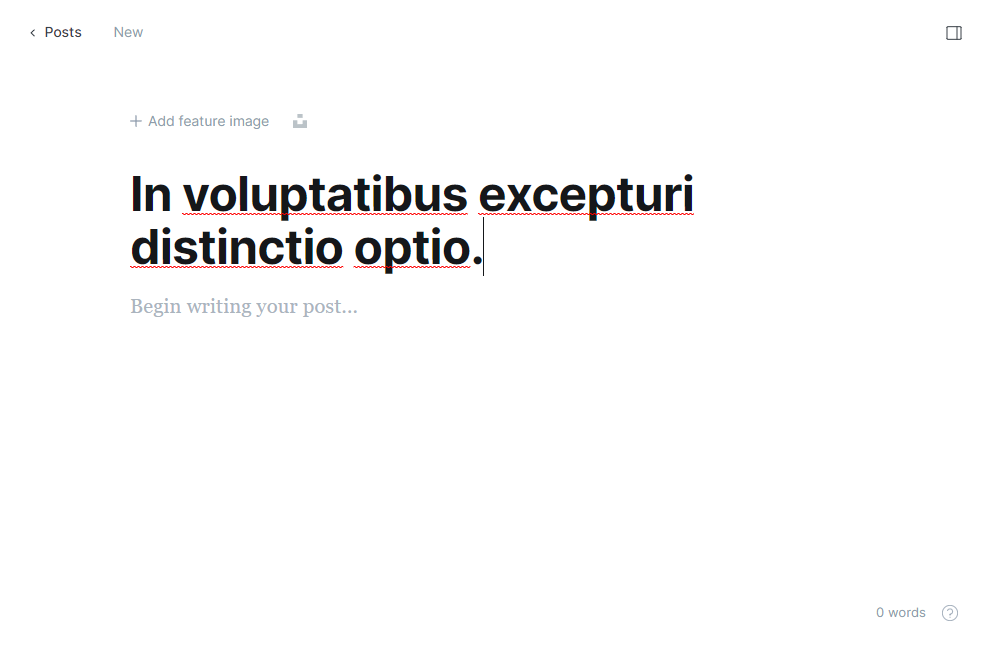 Posts
New
Add feature image
In voluptatibus excepturi
distinctio optio.
Begin writing your post...
0 words
?